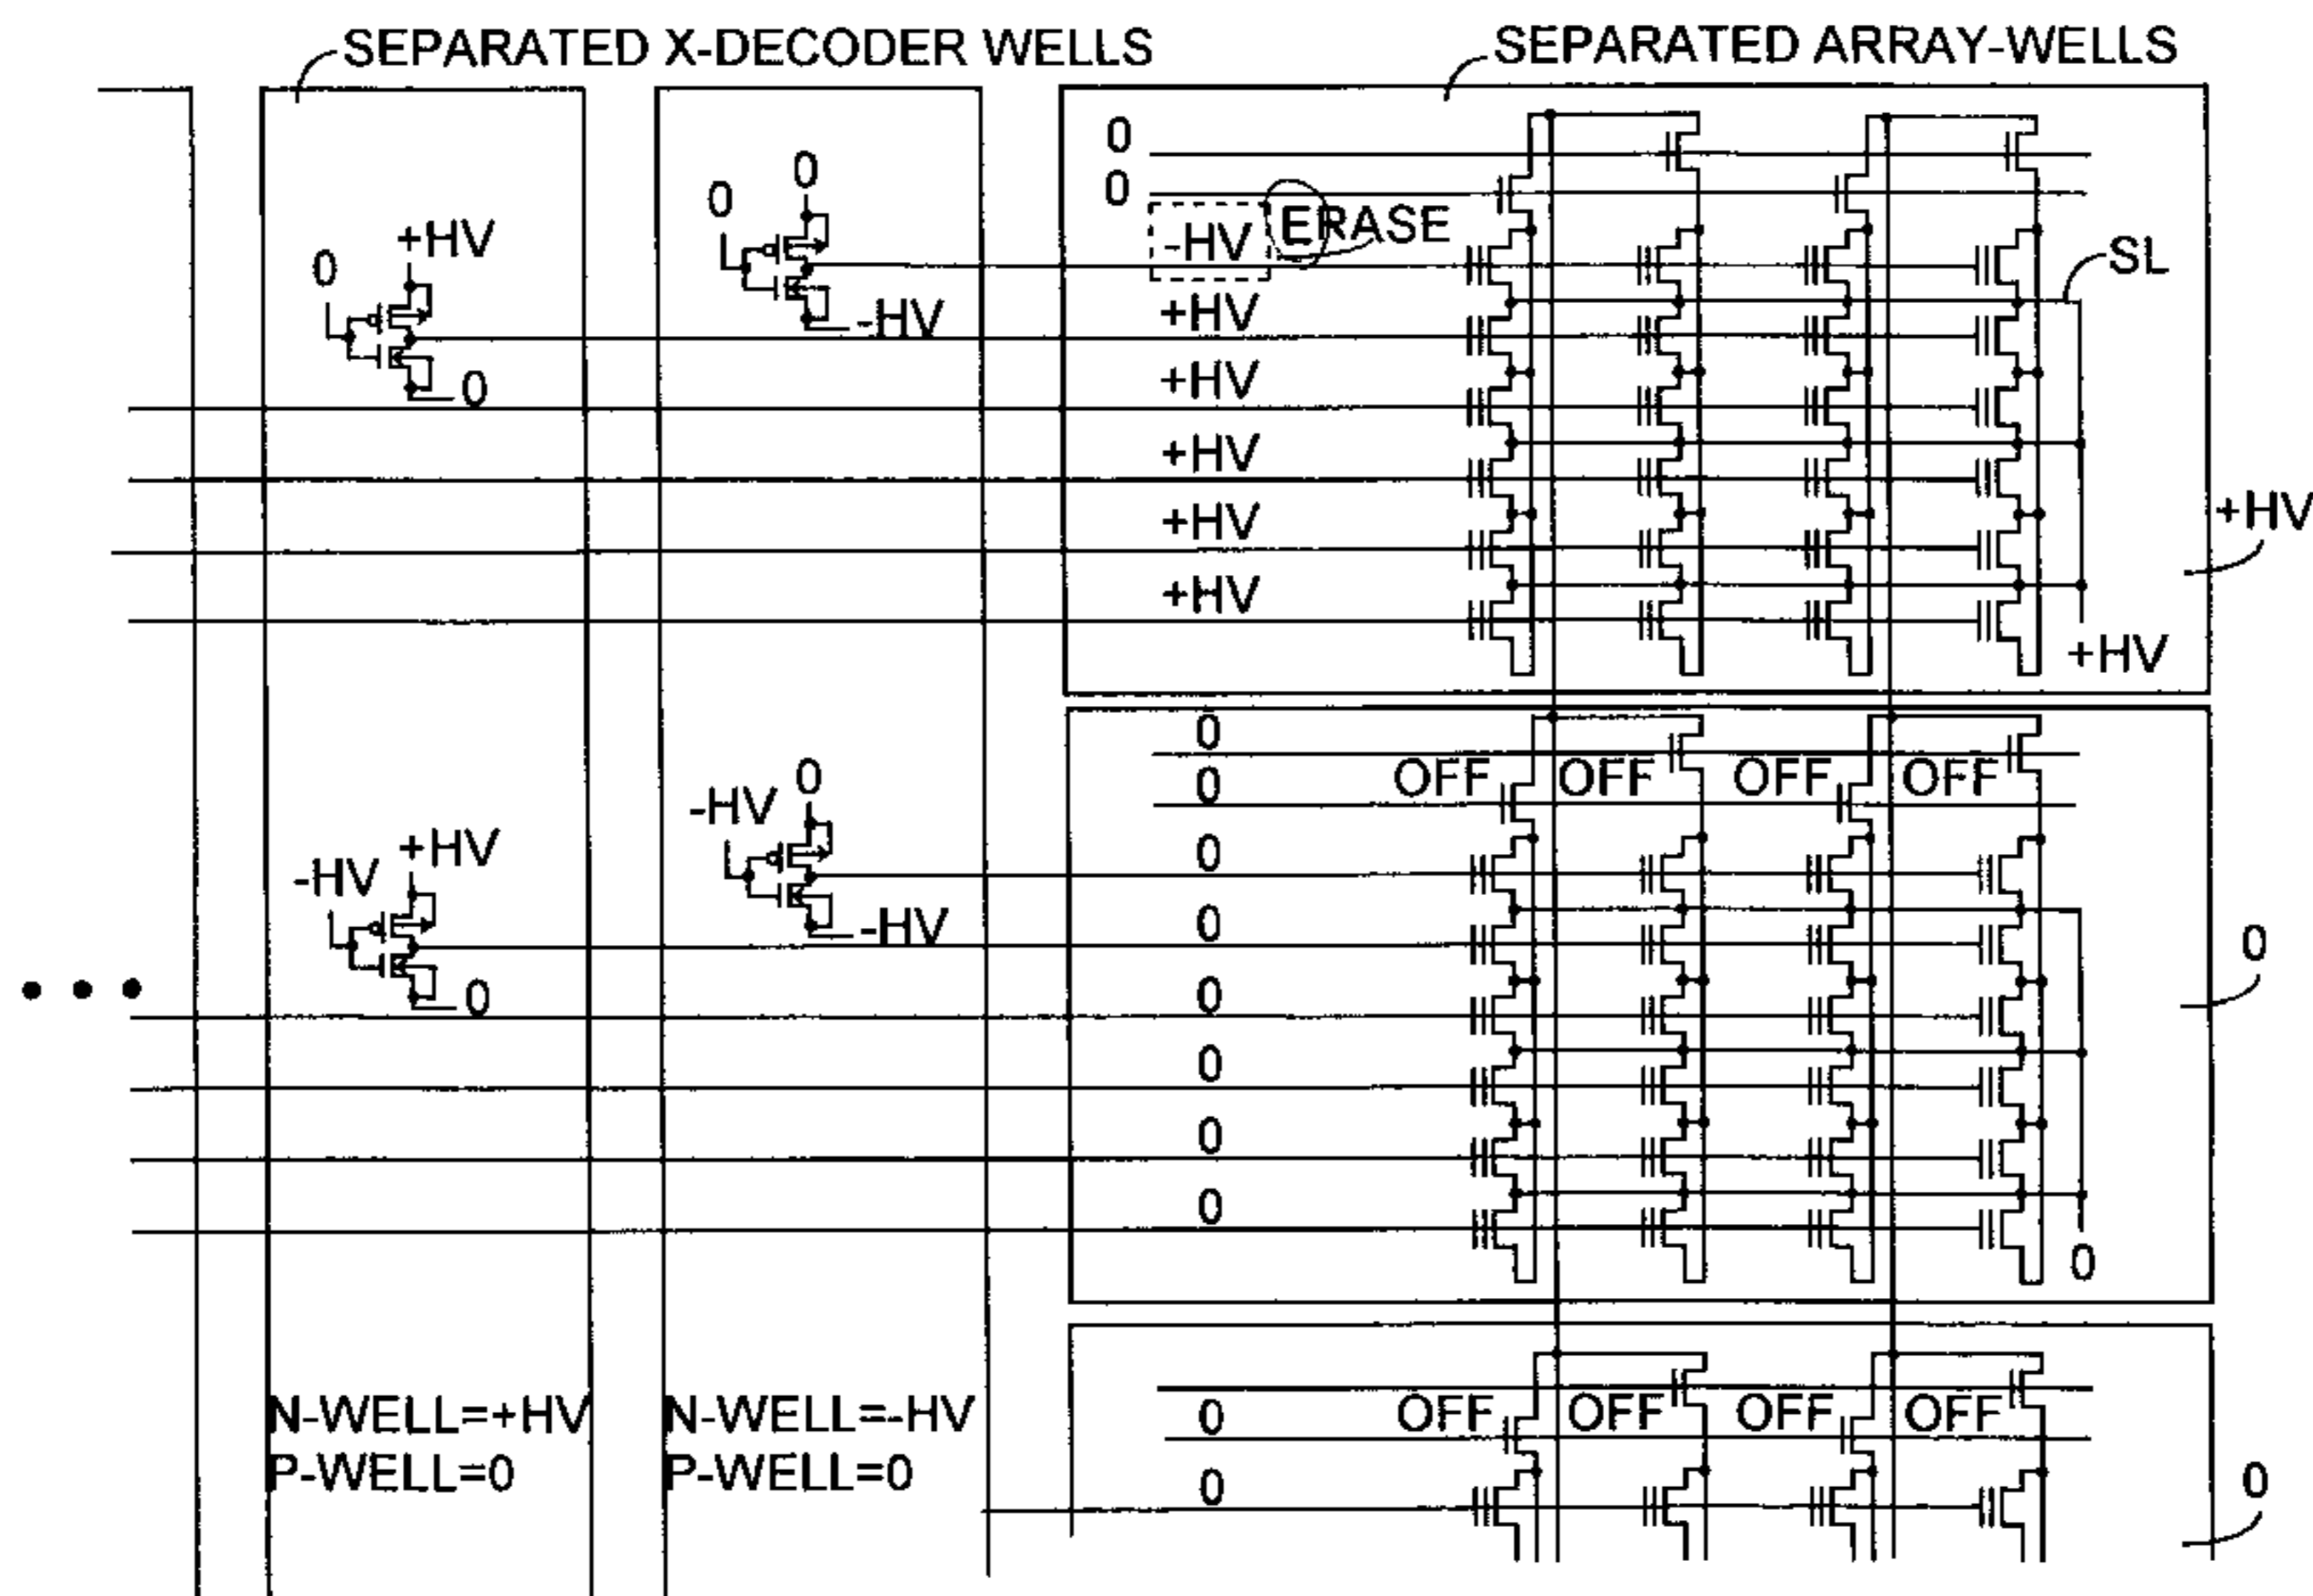 SEPARATED X-DECODER WELLS
SEPARATED ARRAY-WELLS
0
0
0
0
-HV
ERASE
+HV
0
SL
-HV
+HV
0
+HV
+HV
+HV
+HV
+HV
+HV
0
0
OFF OFF OFF OFF
-HV
0
-HV
0
-HV
+HV
0
0
0
0
0
0
0
0
0
N-WELL=+HV
P-WELL=0
N-WELL=-HV
P-WELL=0
0
OFF OFF OFF OFF
0
0